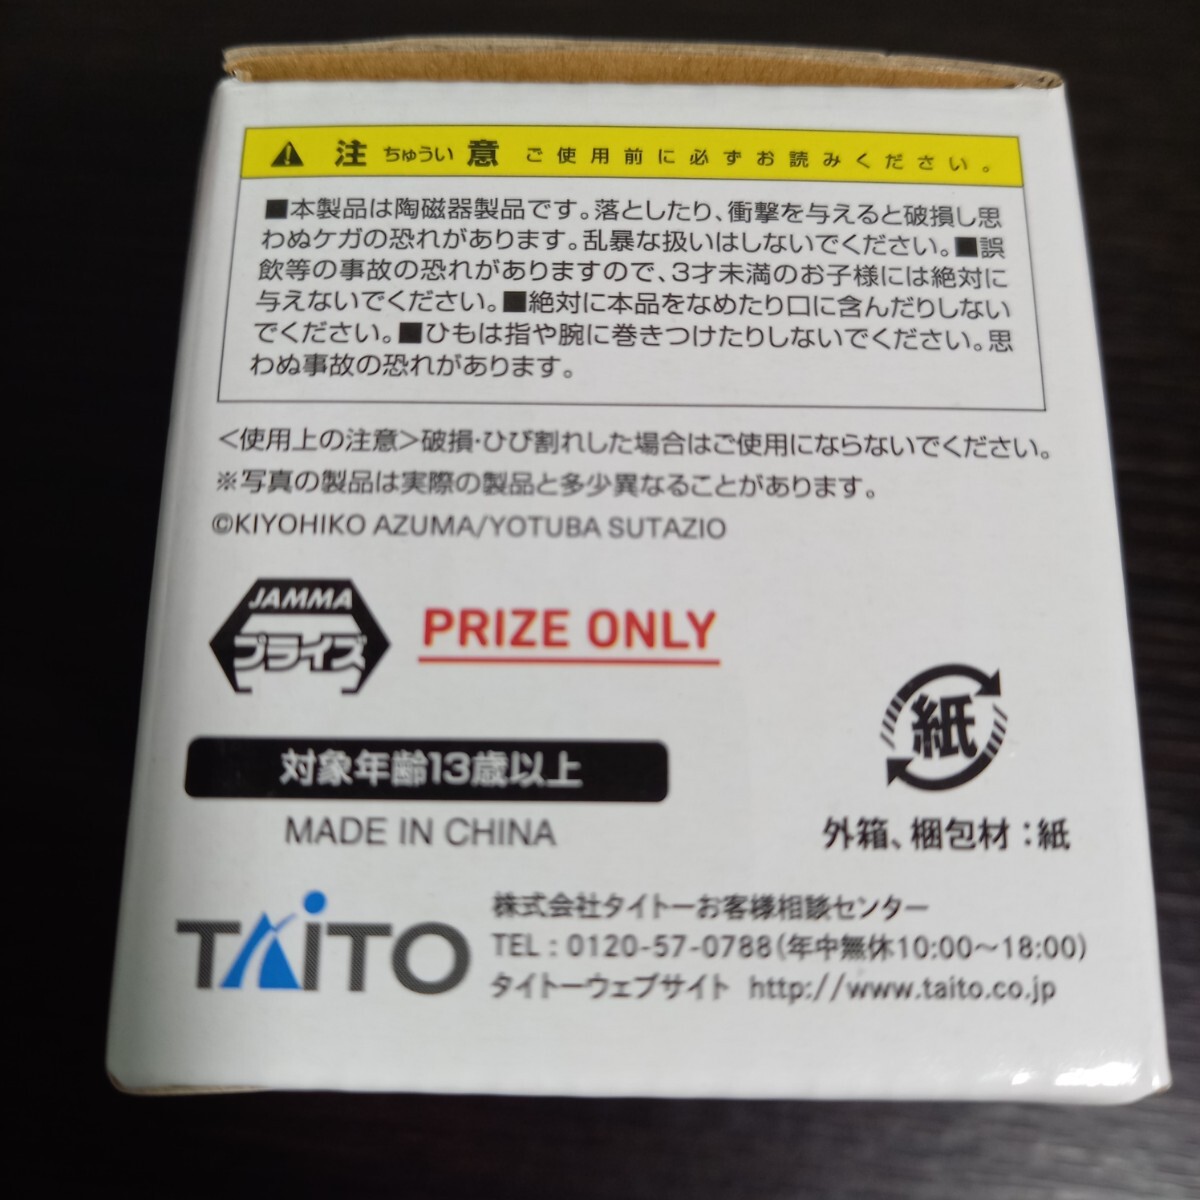 注 ちゅうい 意 ご使用前に必ずお読みください。
■本製品は陶磁器製品です。落としたり、衝撃を与えると破損し思
わぬケガの恐れがあります。乱暴な扱いはしないでください。■誤
飲等の事故の恐れがありますので、3才未満のお子様には絶対に
与えないでください。■絶対に本品をなめたり口に含んだりしない
でください。■ひもは指や腕に巻きつけたりしないでください。思
わぬ事故の恐れがあります。
<使用上の注意>破損・ひび割れした場合はご使用にならないでください。
※写真の製品は実際の製品と多少異なることがあります。
©KIYOHIKO AZUMA/YOTUBA SUTAZIO
JAMMA
プライズ
PRIZE ONLY
対象年齢13歳以上
MADE IN CHINA
紙
外箱、梱包材：紙
TAITO
株式会社タイトーお客様相談センター
TEL：0120-57-0788(年中無休10:00～18:00)
タイトーウェブサイト http://www.taito.co.jp